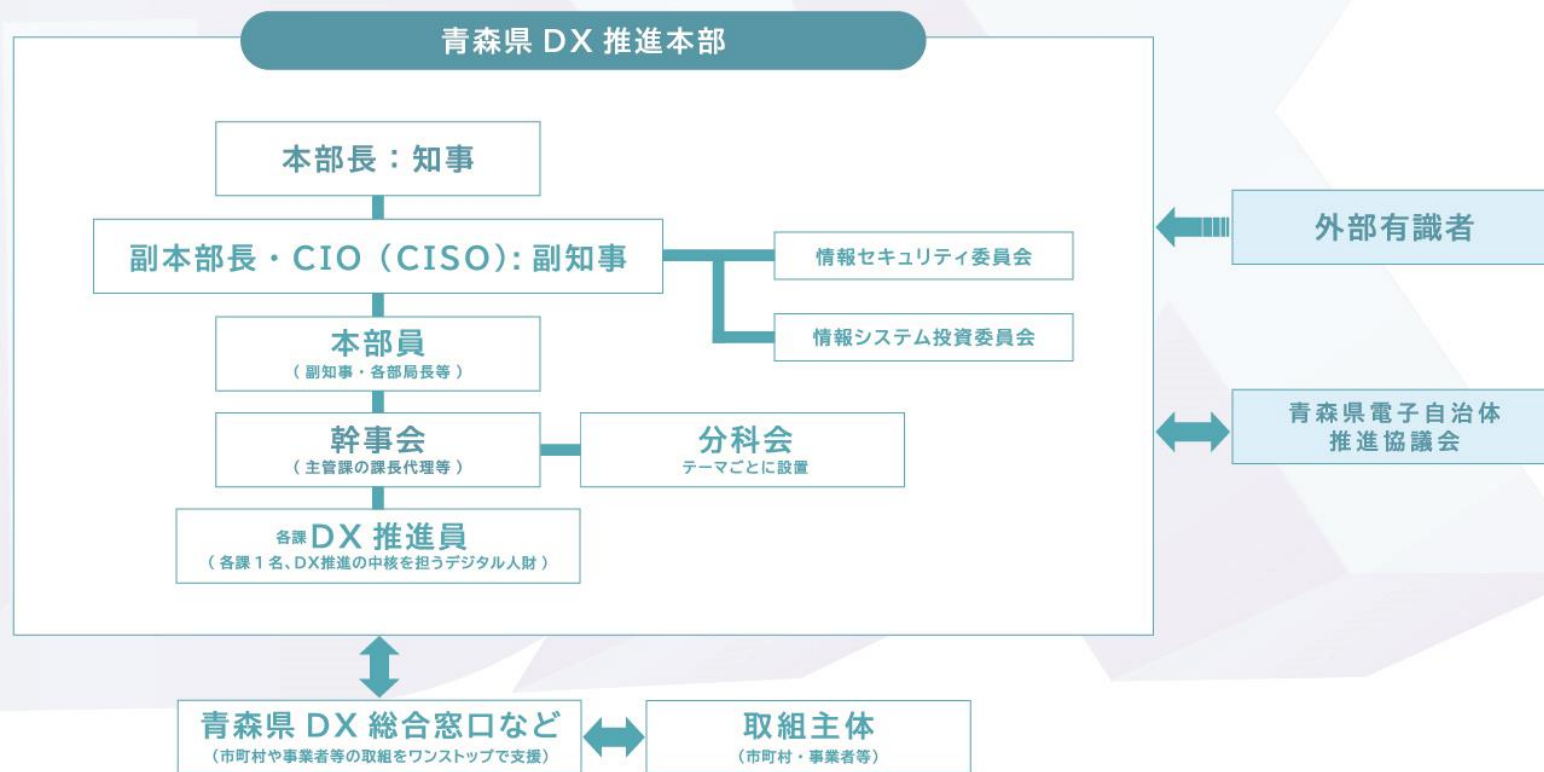 青森県 DX 推進本部
本部長：知事
副本部長・CIO（CISO）: 副知事
情報セキュリティ委員会
情報システム投資委員会
本部員
（ 副知事・各部局長等 ）
幹事会
（ 主管課の課長代理等 ）
分科会
テーマごとに設置
各課DX 推進員
（ 各課１名、DX推進の中核を担うデジタル人財 ）
外部有識者
青森県電子自治体
推進協議会
青森県 DX 総合窓口など
（市町村や事業者等の取組をワンストップで支援）
取組主体
（市町村・事業者等）